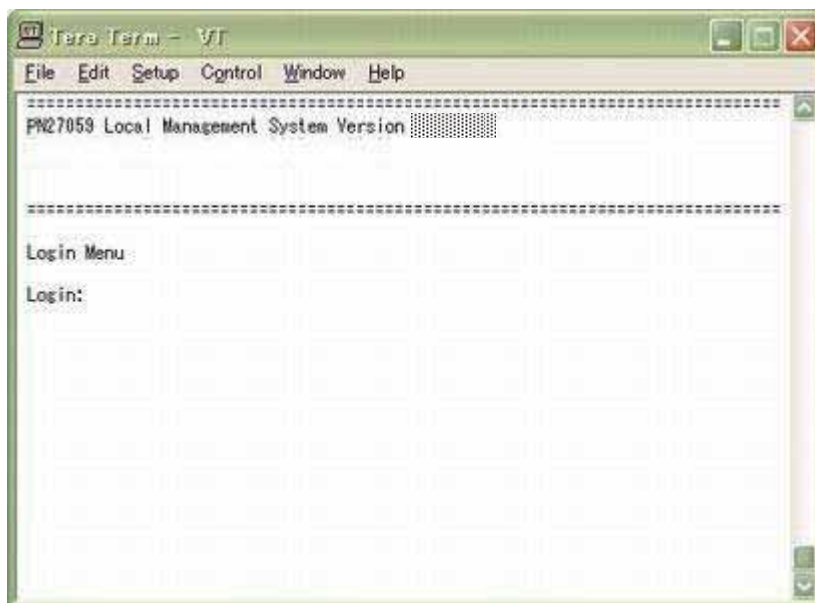 Tera Term - VT
File Edit Setup Control Window Help
==============================================================================
PN27059 Local Management System Version
==============================================================================
Login Menu
Login: